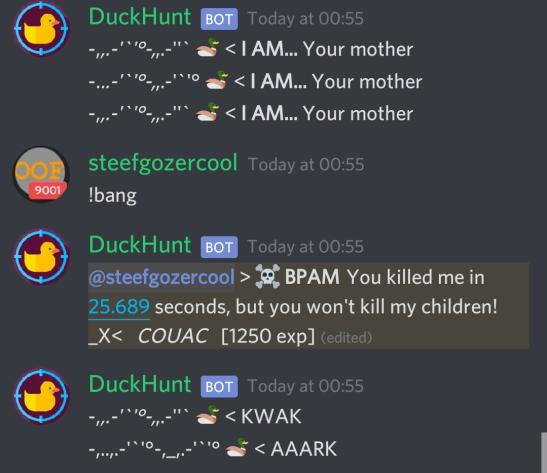 DuckHunt BOT Today at 00:55
-,,.-'`'°-,,.-''` 🦆 < I AM... Your mother
-...-'`'°-,,.-'`'° 🦆 < I AM... Your mother
-,,.-'`'°-,,.-''` 🦆 < I AM... Your mother
OOF
9001
steefgozercool Today at 00:55
!bang
DuckHunt BOT Today at 00:55
@steefgozercool > ☠ BPAM You killed me in
25.689 seconds, but you won't kill my children!
_X< COUAC [1250 exp] (edited)
DuckHunt BOT Today at 00:55
-,,.-'`'°-,,.-''` 🦆 < KWAK
-,..,.-'`'°-,_,.-'`'° 🦆 < AAARK